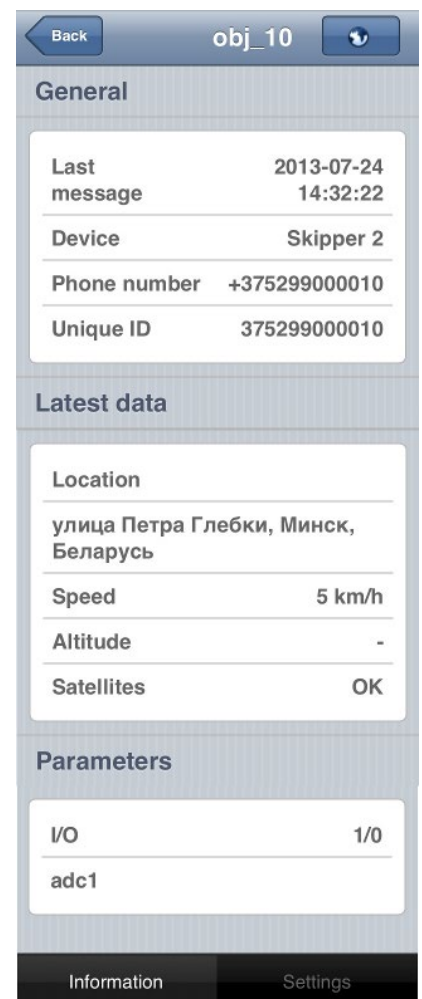 Back
obj_10
General
Last 2013-07-24
message 14:32:22
Device Skipper 2
Phone number +375299000010
Unique ID 375299000010
Latest data
Location
улица Петра Глебки, Минск,
Беларусь
Speed 5 km/h
Altitude -
Satellites OK
Parameters
I/O 1/0
adc1
Information Settings